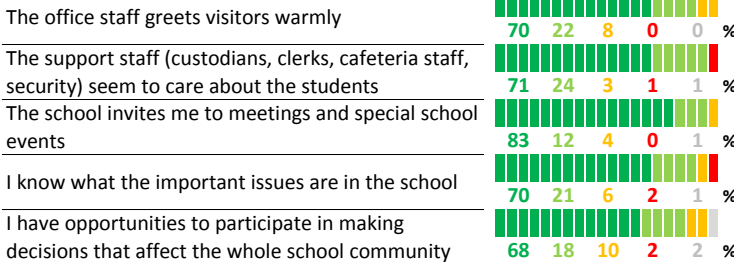 The office staff greets visitors warmly
70 22 8 0 0 %
The support staff (custodians, clerks, cafeteria staff,
security) seem to care about the students
71 24 3 1 1 %
The school invites me to meetings and special school
events
83 12 4 0 1 %
I know what the important issues are in the school
70 21 6 2 1 %
I have opportunities to participate in making
decisions that affect the whole school community
68 18 10 2 2 %